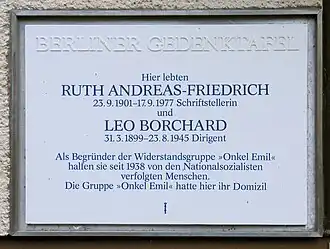 BERLINER GEDENKTAFEL
Hier lebten
RUTH ANDREAS-FRIEDRICH
23.9.1901–17.9.1977 Schriftstellerin
und
LEO BORCHARD
31.3.1899–23.8.1945 Dirigent
Als Begründer der Widerstandsgruppe »Onkel Emil«
halfen sie seit 1938 von den Nationalsozialisten
verfolgten Menschen.
Die Gruppe »Onkel Emil« hatte hier ihr Domizil